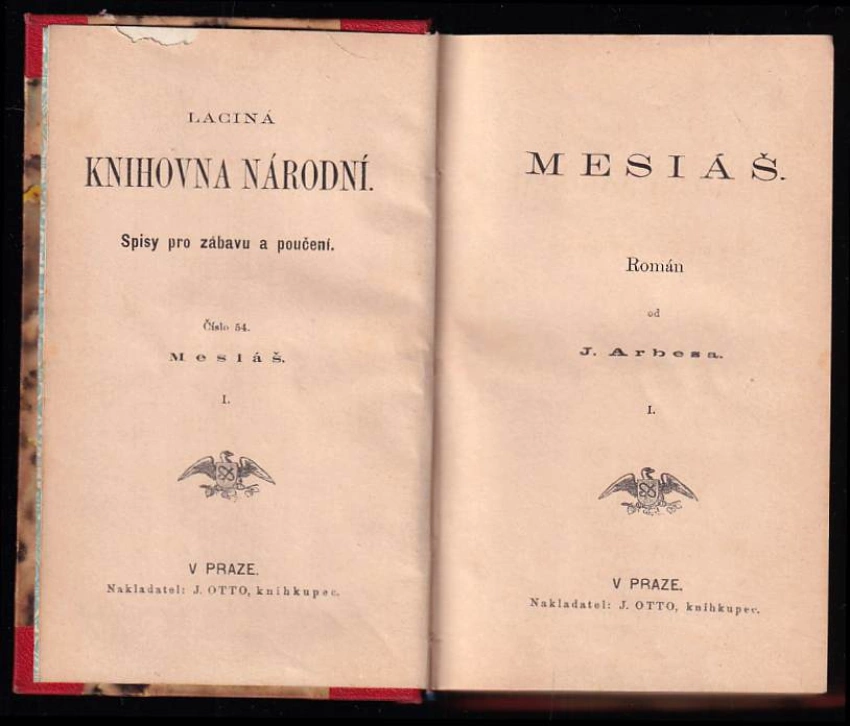 LACINÁ
KNIHOVNA NÁRODNÍ.
Spisy pro zábavu a poučení.
Číslo 54.
Mesiáš.
I.
V PRAZE.
Nakladatel: J. OTTO, knihkupec.
MESIÁŠ.
Román
od
J. Arbesa.
I.
V PRAZE.
Nakladatel: J. OTTO, knihkupec.